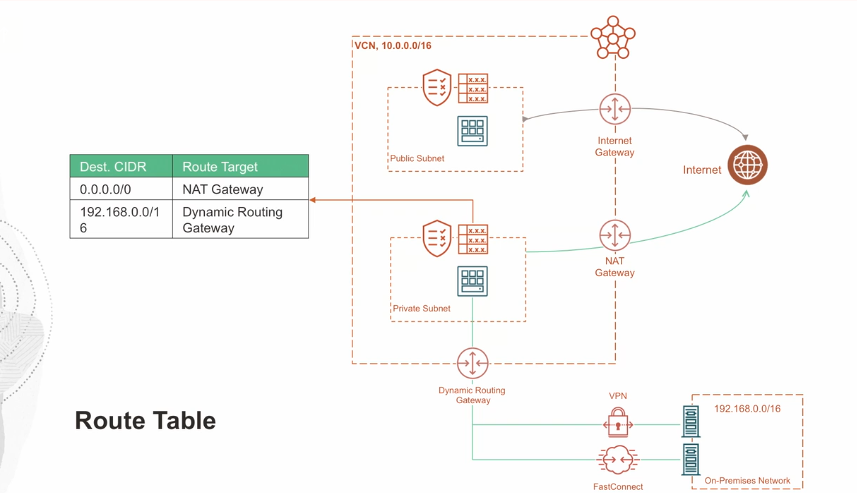 VCN, 10.0.0.0/16
x.x.x.
x.x.x.
x.x.x.
Public Subnet
Internet
Gateway
Internet
Dest. CIDR Route Target
0.0.0.0/0 NAT Gateway
192.168.0.0/1
6
Dynamic Routing
Gateway
x.x.x.
x.x.x.
x.x.x.
Private Subnet
NAT
Gateway
Dynamic Routing
Gateway
Route Table
VPN
192.168.0.0/16
FastConnect
On-Premises Network